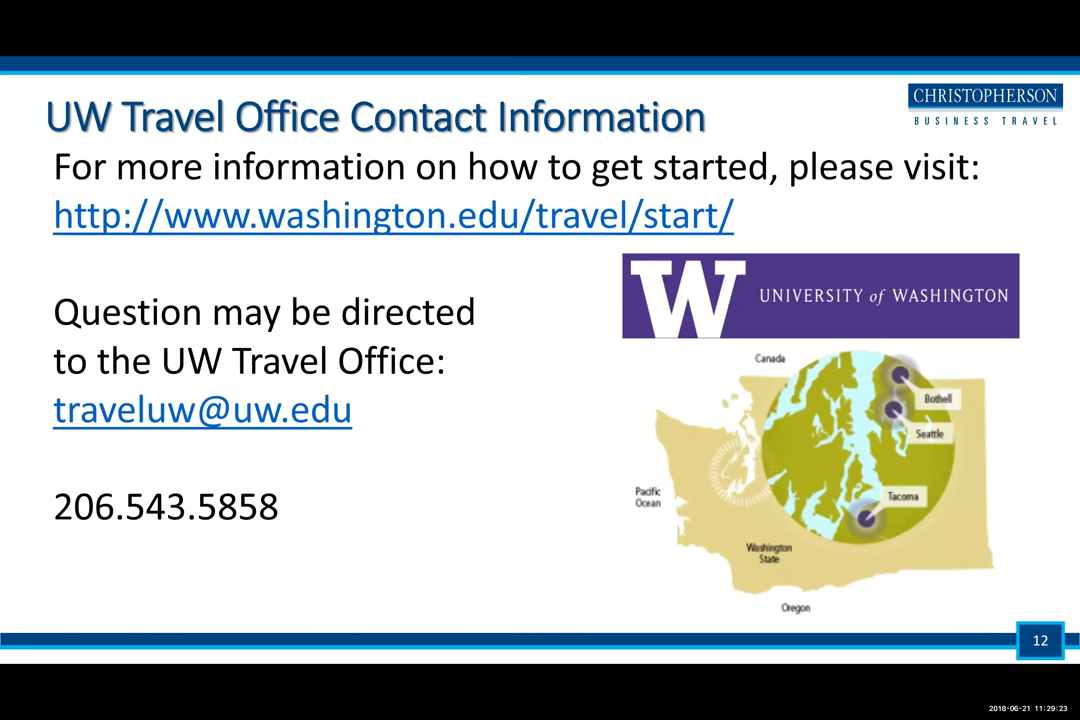 UW Travel Office Contact Information
CHRISTOPHERSON
BUSINESS TRAVEL
For more information on how to get started, please visit:
http://www.washington.edu/travel/start/
W UNIVERSITY of WASHINGTON
Question may be directed
to the UW Travel Office:
traveluw@uw.edu
206.543.5858
Canada
Bothell
Seattle
Pacific
Ocean
Tacoma
Washington
State
Oregon
12
2018-06-21 11:29:23